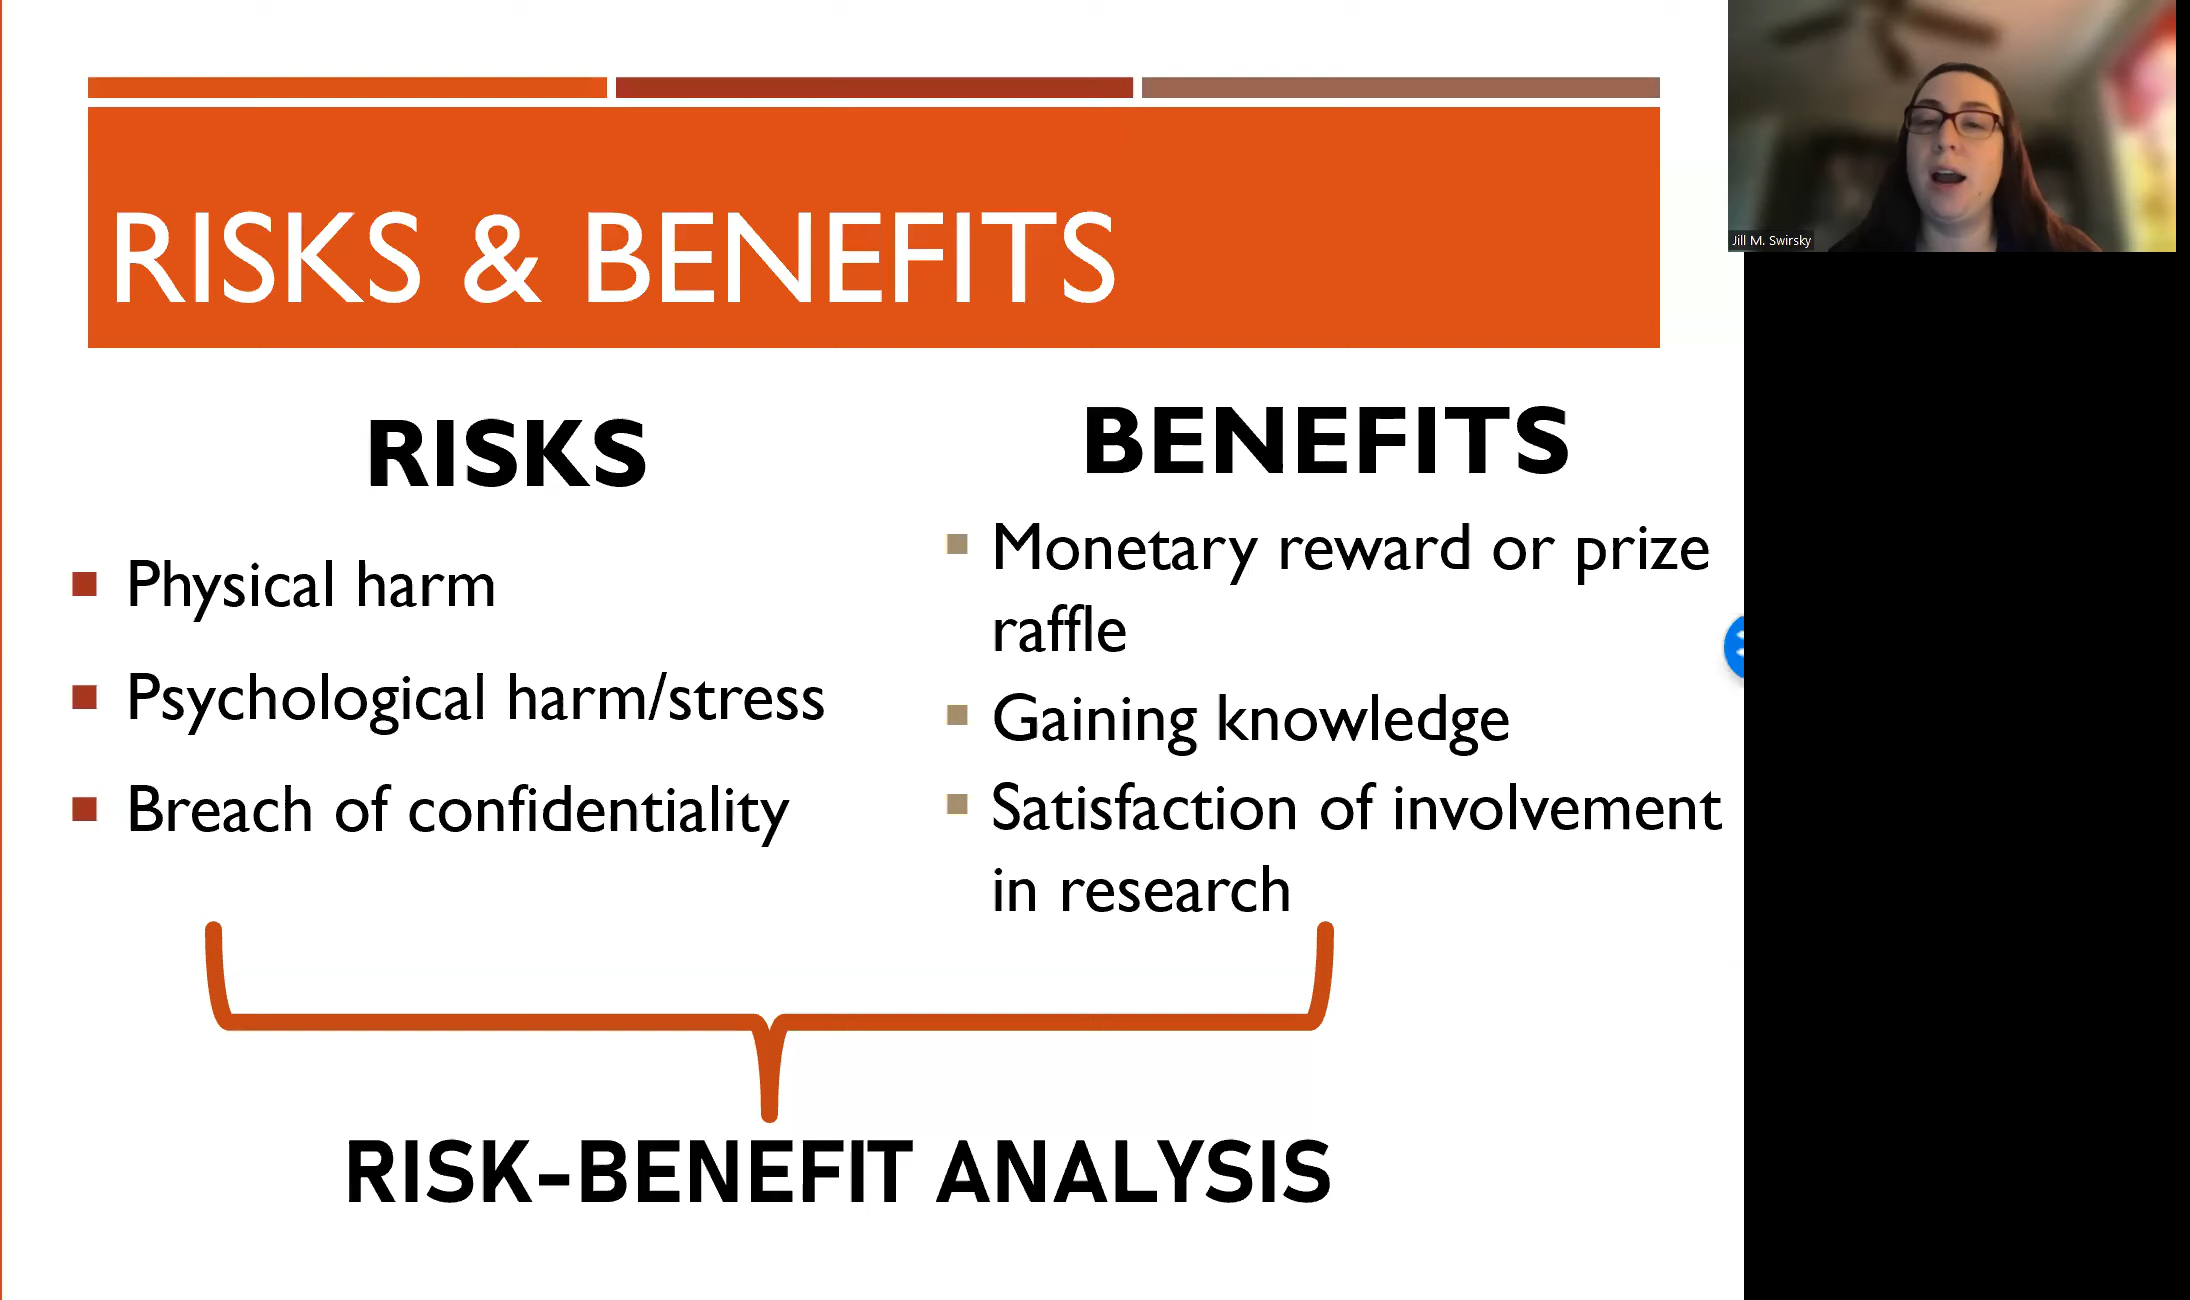 RISKS & BENEFITS
Jill M. Swirsky
RISKS
Physical harm
Psychological harm/stress
Breach of confidentiality
BENEFITS
Monetary reward or prize
raffle
Gaining knowledge
Satisfaction of involvement
in research
RISK-BENEFIT ANALYSIS